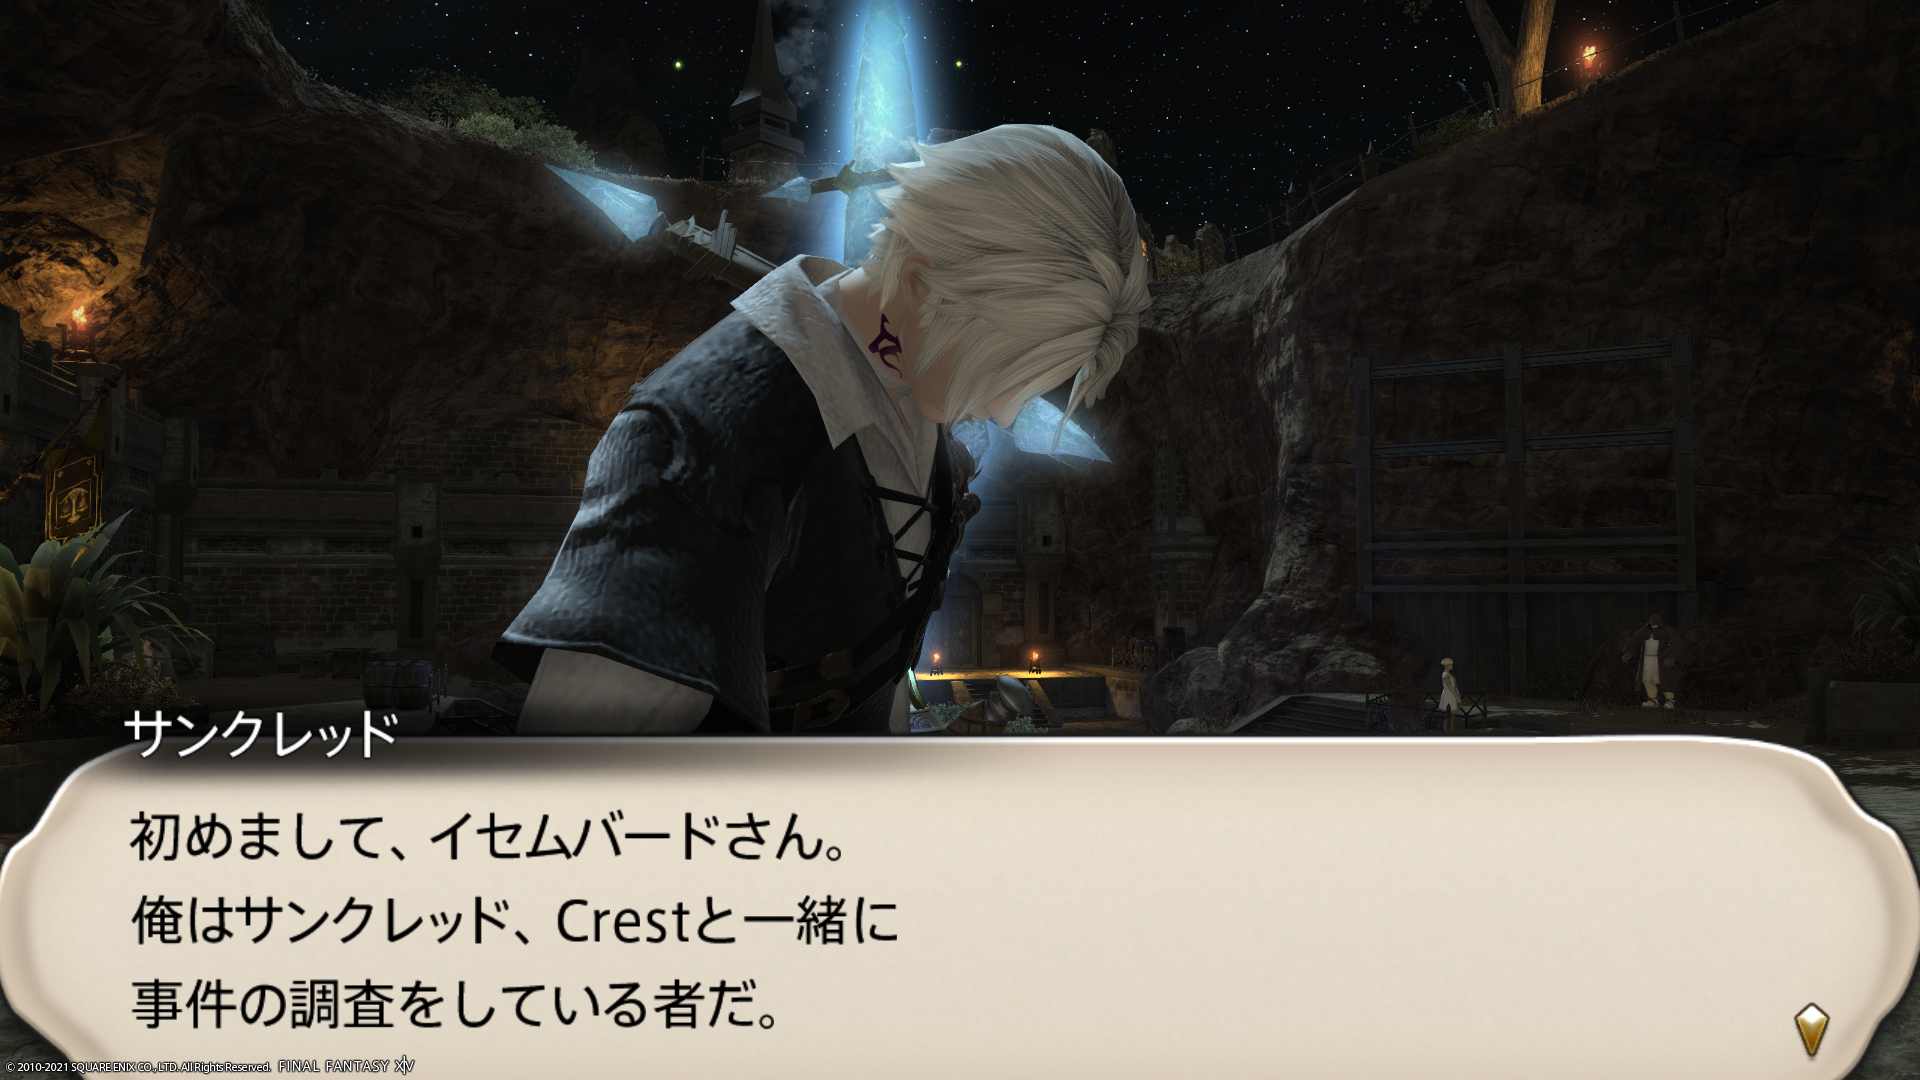 サンクレッド
初めまして、イセムバードさん。
俺はサンクレッド、Crestと一緒に
事件の調査をしている者だ。
© 2010-2021 SQUARE ENIX CO., LTD. All Rights Reserved. FINAL FANTASY XIV